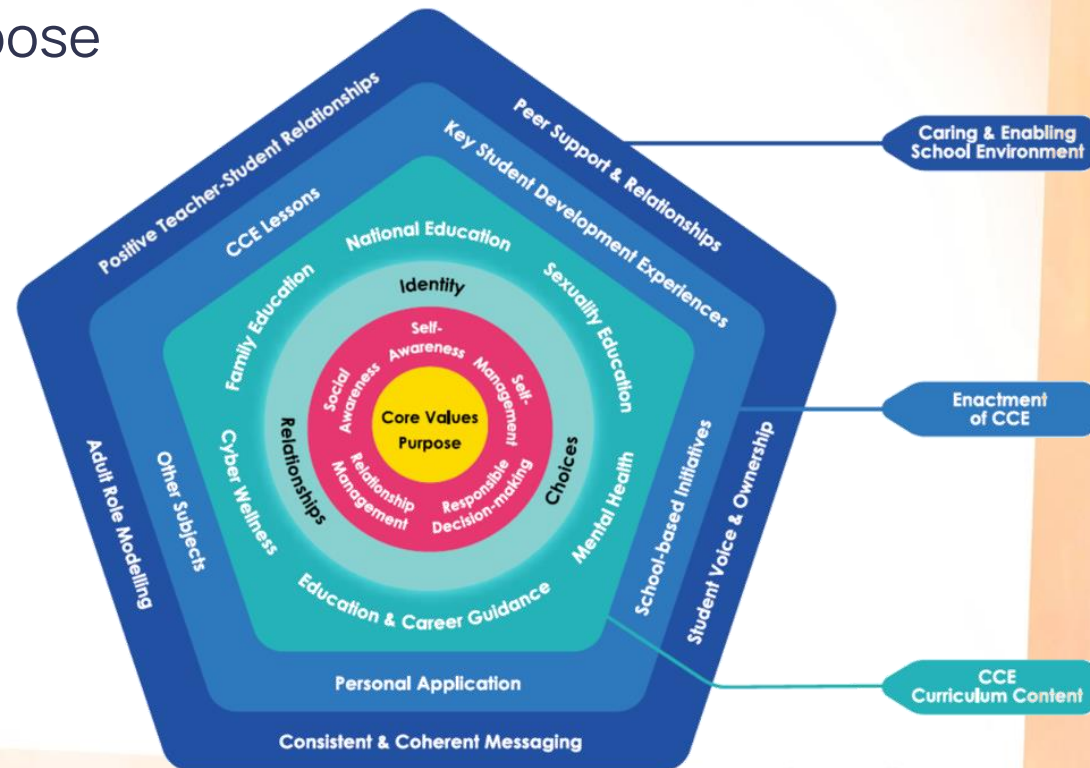 pose
Positive Teacher-Student Relationships
Peer Support & Relationships
Caring & Enabling
School Environment
CCE Lessons
Key Student Development Experiences
National Education
Family Education
Sexuality Education
Identity
Self-
Awareness
Social
Awareness
Self-
Management
Core Values
Purpose
Enactment
of CCE
Relationships
Choices
Relationship
Management
Responsible
Decision-making
Cyber Wellness
Mental Health
Education & Career Guidance
Adult Role Modelling
Other Subjects
School-based Initiatives
Student Voice & Ownership
CCE
Curriculum Content
Personal Application
Consistent & Coherent Messaging